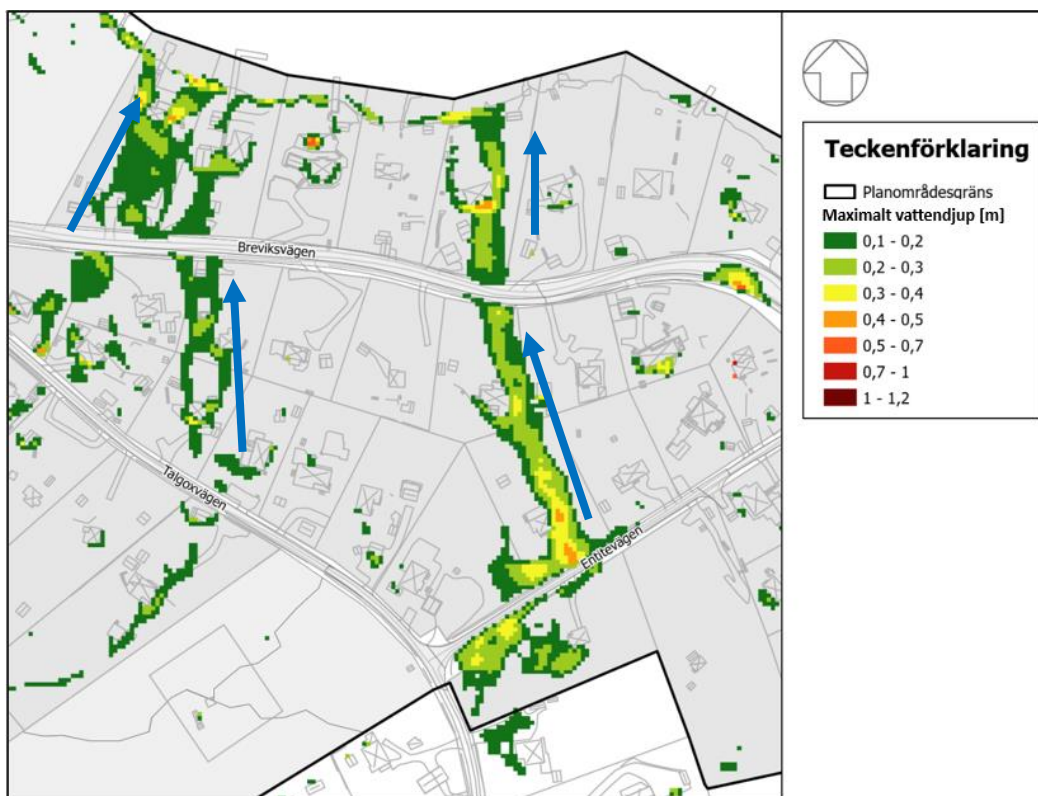 Breviksvägen
Talgoxvägen
Entitevägen
Teckenförklaring
Planområdesgräns
Maximalt vattendjup [m]
0,1 - 0,2
0,2 - 0,3
0,3 - 0,4
0,4 - 0,5
0,5 - 0,7
0,7 - 1
1 - 1,2